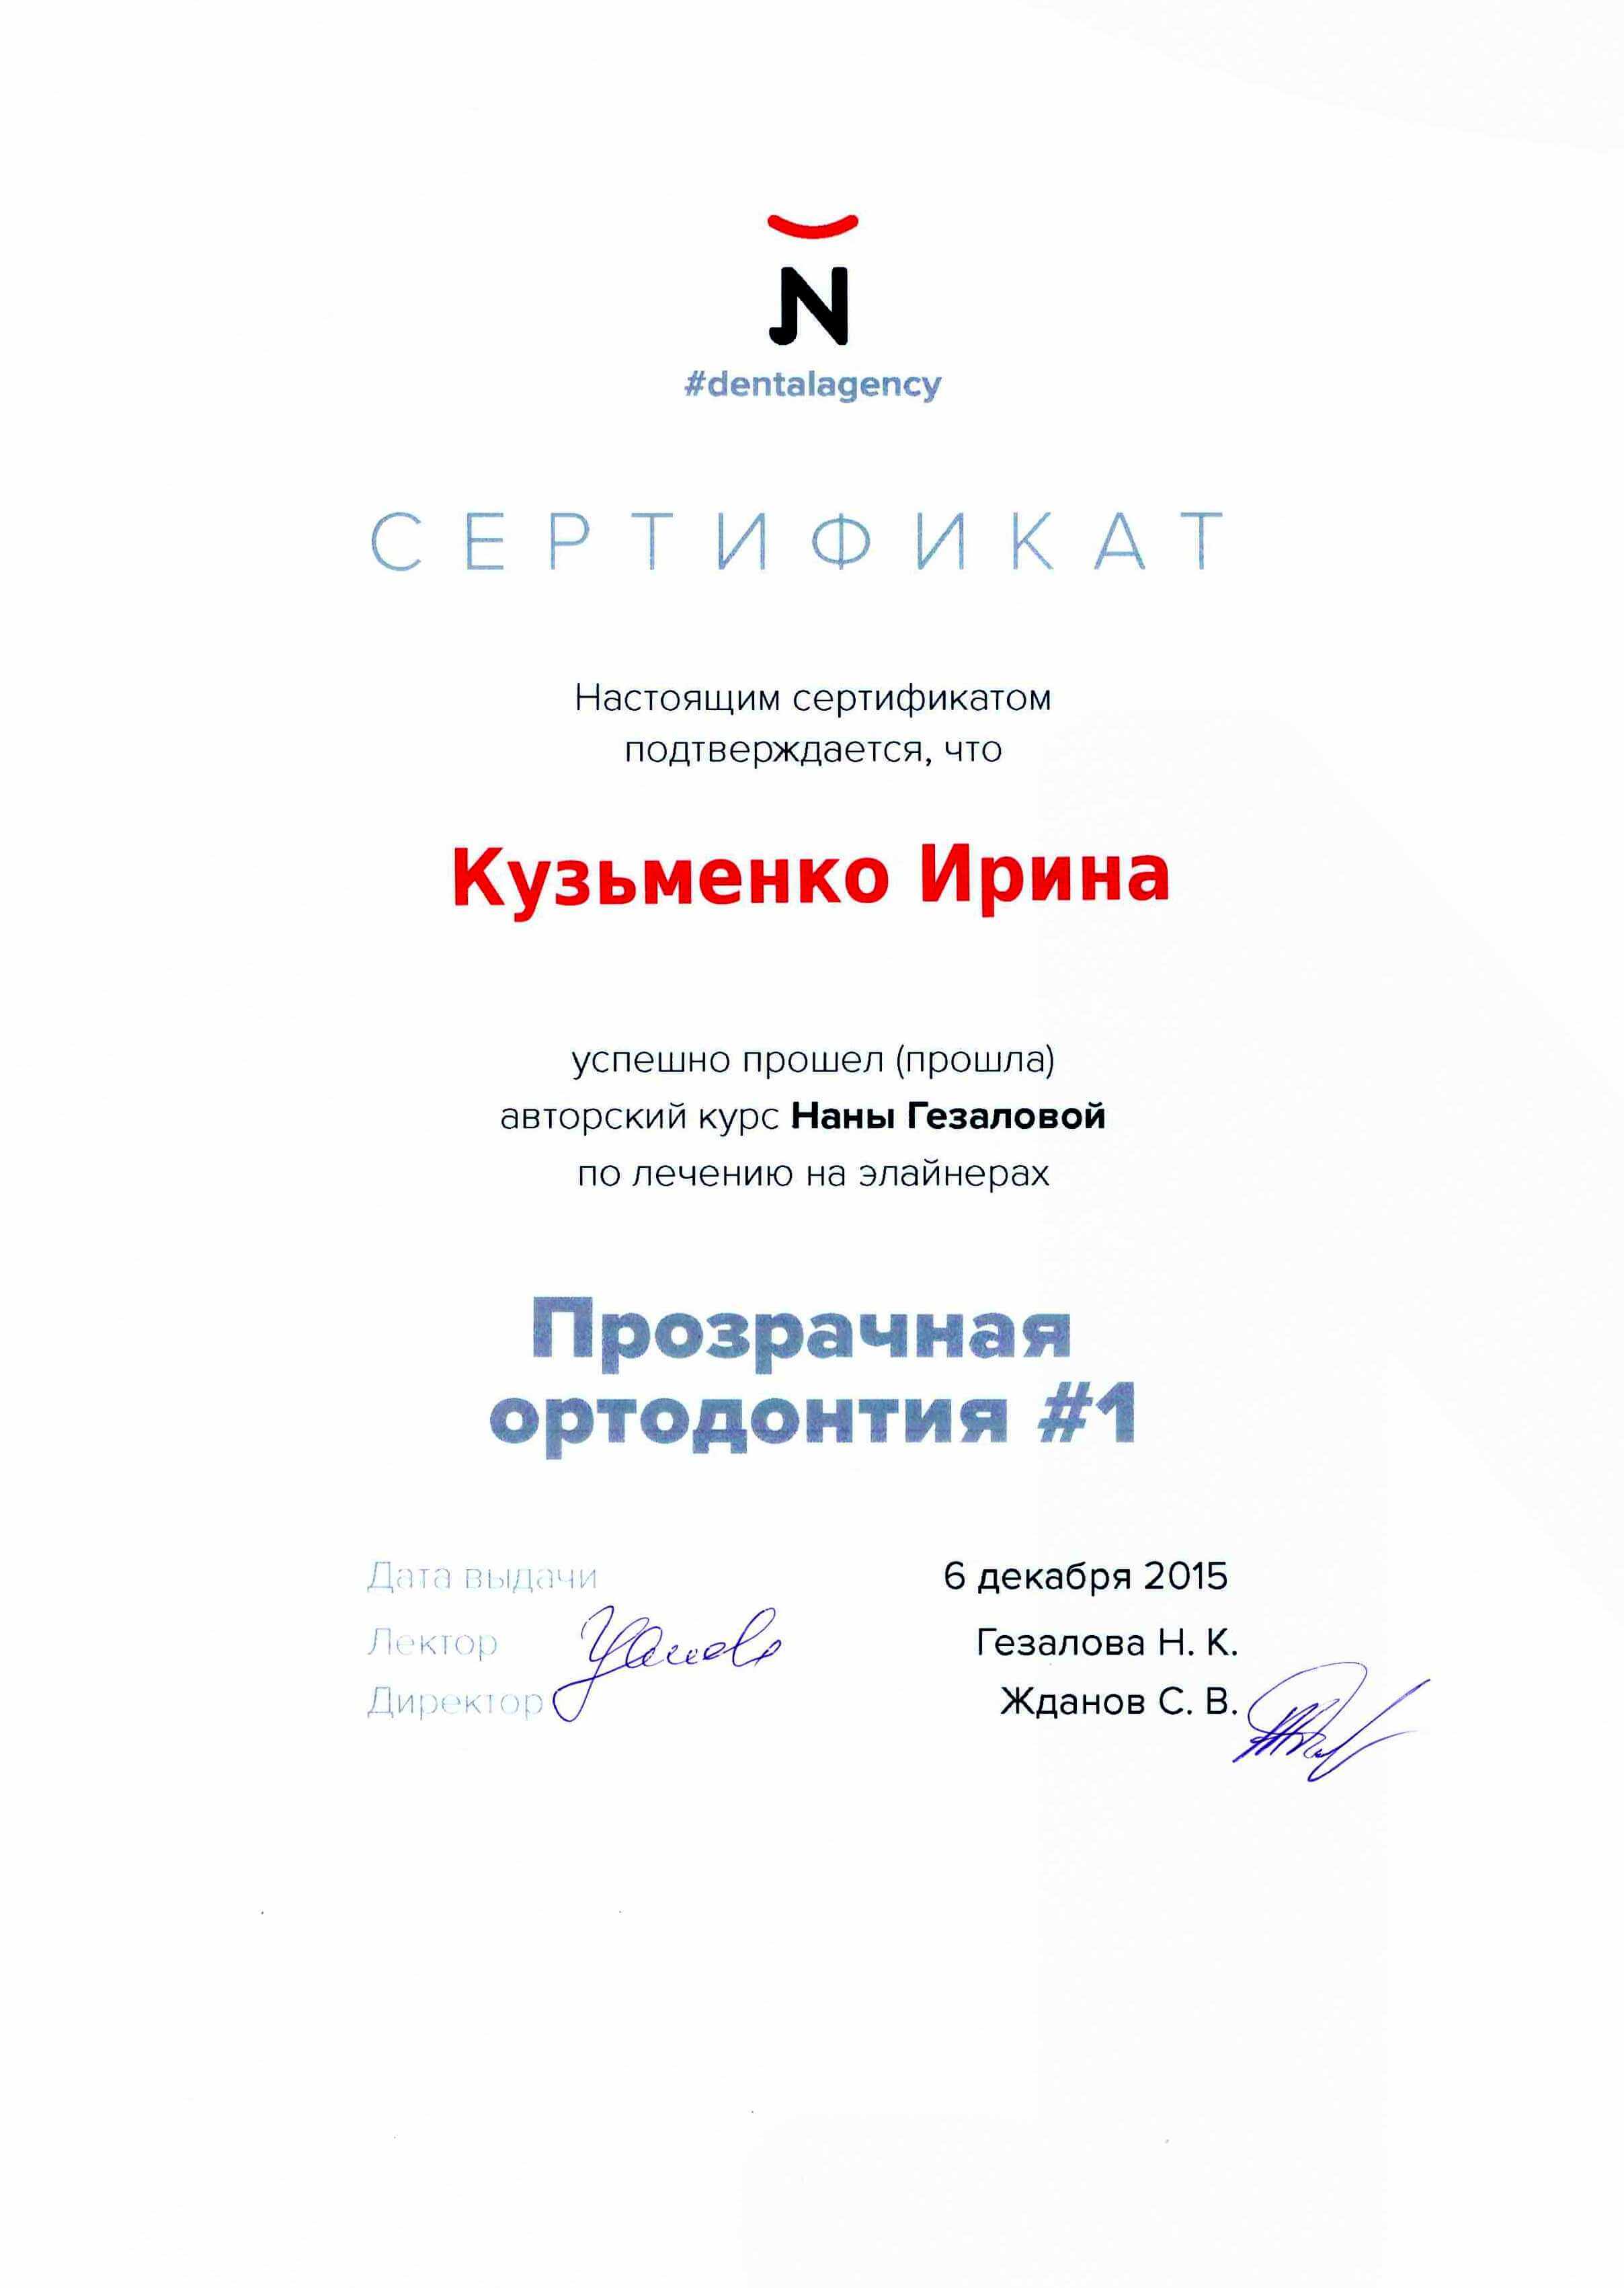 N
#dentalagency
СЕРТИФИКАТ
Настоящим сертификатом
подтверждается, что
Кузьменко Ирина
успешно прошел (прошла)
авторский курс Наны Гезаловой
по лечению на элайнерах
Прозрачная
ортодонтия #1
Дата выдачи 6 декабря 2015
Лектор Гезалова Н. К.
Директор Жданов С. В.